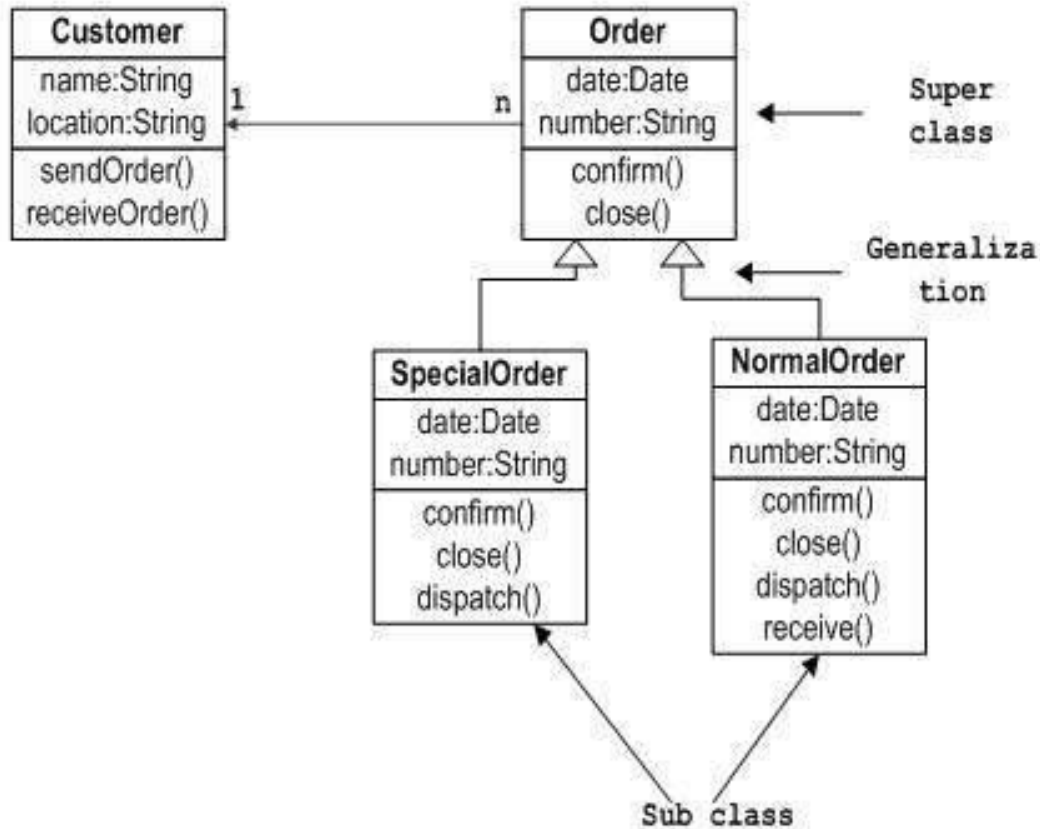 Customer
name:String
location:String
sendOrder()
receiveOrder()
1
n
Order
date:Date
number:String
confirm()
close()
Super
class
Generaliza
tion
SpecialOrder
date:Date
number:String
confirm()
close()
dispatch()
NormalOrder
date:Date
number:String
confirm()
close()
dispatch()
receive()
Sub class